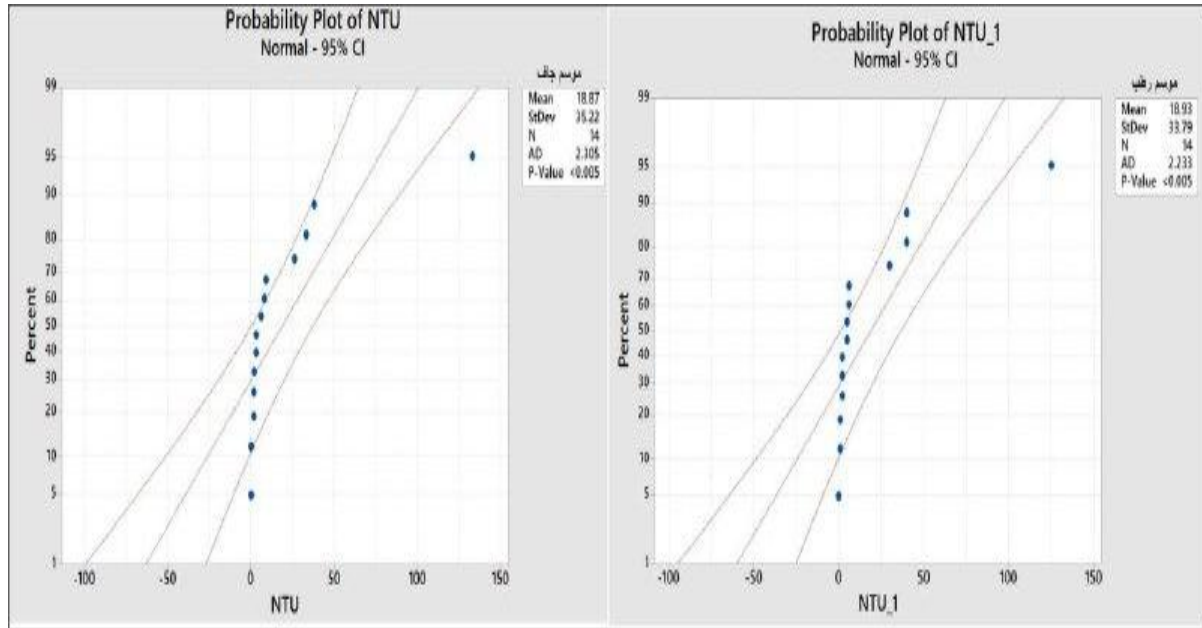 Probability Plot of NTU
Normal - 95% CI
موسم جاف
Mean 18.87
StDev 35.22
N 14
AD 2.305
P-Value <0.005
99
95
90
80
70
60
50
40
30
20
10
5
1
Percent
-100 -50 0 50 100 150
NTU
Probability Plot of NTU_1
Normal - 95% CI
موسم رطب
Mean 18.93
StDev 33.79
N 14
AD 2.233
P-Value <0.005
99
95
90
80
70
60
50
40
30
20
10
5
1
Percent
-100 -50 0 50 100 150
NTU_1